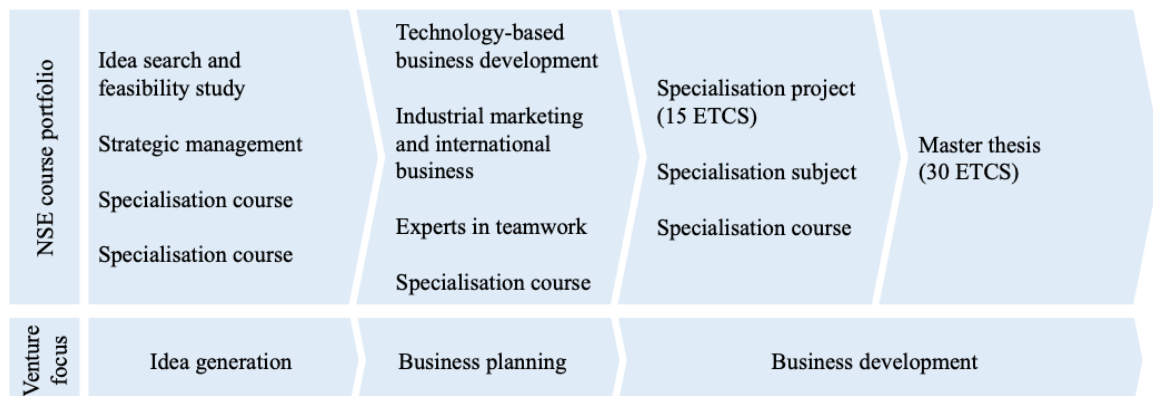 NSE course portfolio
Idea search and
feasibility study
Strategic management
Specialisation course
Specialisation course
Technology-based
business development
Industrial marketing
and international
business
Experts in teamwork
Specialisation course
Specialisation project
(15 ETCS)
Specialisation subject
Specialisation course
Master thesis
(30 ETCS)
Venture
focus
Idea generation
Business planning
Business development